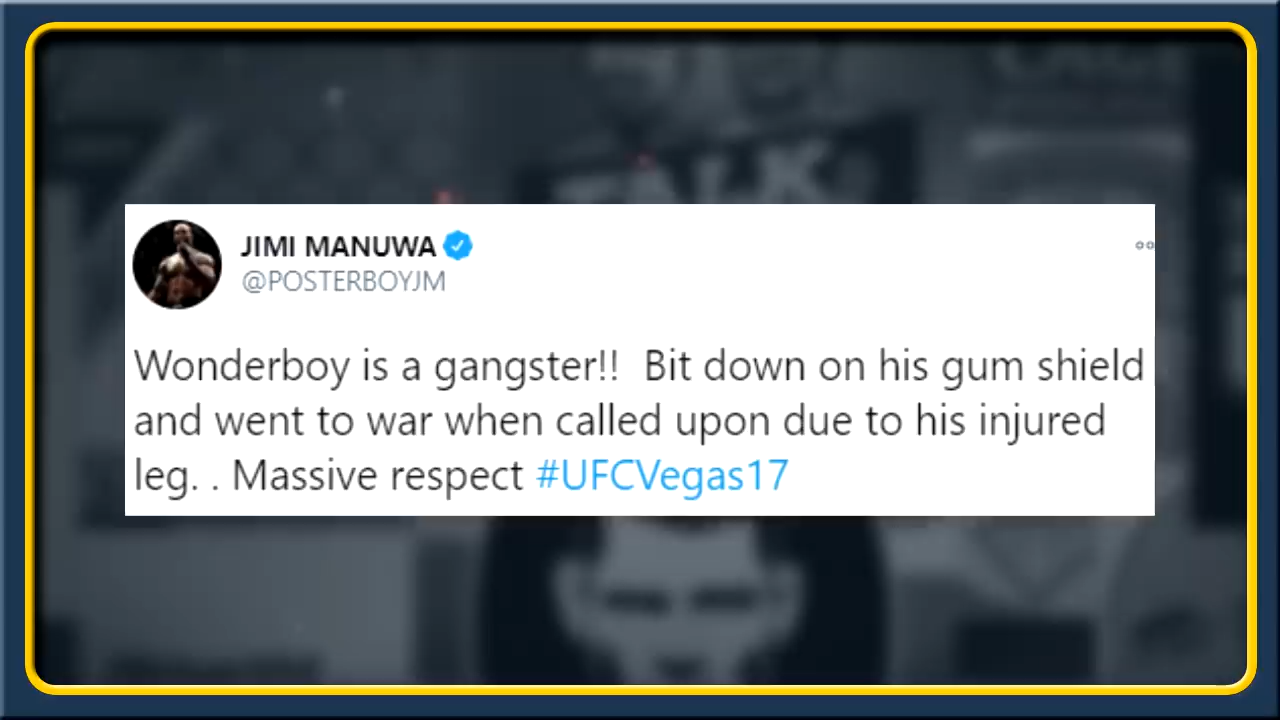 TALK
JIMI MANUWA
@POSTERBOYJM
Wonderboy is a gangster!!  Bit down on his gum shield
and went to war when called upon due to his injured
leg. . Massive respect #UFCVegas17